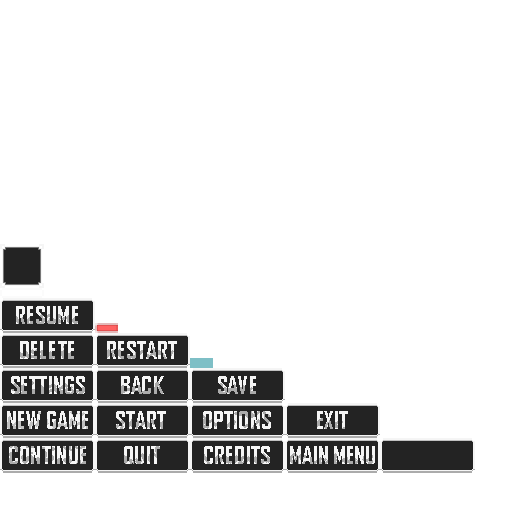 RESUME
DELETE RESTART
SETTINGS BACK SAVE
NEW GAME START OPTIONS EXIT
CONTINUE QUIT CREDITS MAIN MENU